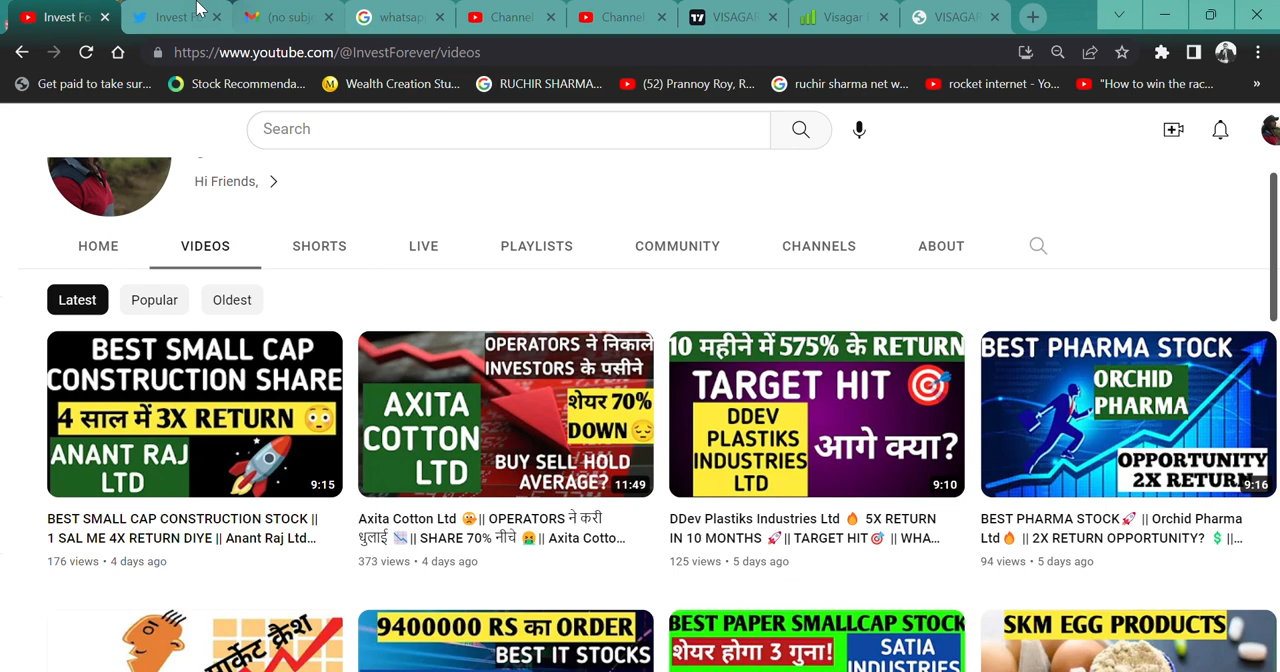 Invest Fo
Invest F
(no subj
whatsap
Channel
Channel
VISAGAR
Visagar
VISAGAR
https://www.youtube.com/@InvestForever/videos
Get paid to take sur...
Stock Recommenda...
Wealth Creation Stu...
RUCHIR SHARMA...
(52) Prannoy Roy, R...
ruchir sharma net w...
rocket internet - Yo...
"How to win the rac...
»
Search
Hi Friends,
HOME
VIDEOS
SHORTS
LIVE
PLAYLISTS
COMMUNITY
CHANNELS
ABOUT
Latest
Popular
Oldest
BEST SMALL CAP
CONSTRUCTION SHARE
4 साल में 3X RETURN 😳
ANANT RAJ
LTD
9:15
OPERATORS ने निकाले
INVESTORS के पसीने
AXITA
COTTON
LTD
शेयर 70%
DOWN 😔
BUY SELL HOLD
AVERAGE?
11:49
10 महीने में 575% के RETURN
TARGET HIT 🎯
DDEV
PLASTIKS
INDUSTRIES
LTD
आगे क्या?
9:10
BEST PHARMA STOCK
ORCHID
PHARMA
OPPORTUNITY
2X RETURN
9:16
BEST SMALL CAP CONSTRUCTION STOCK ||
1 SAL ME 4X RETURN DIYE || Anant Raj Ltd...
176 views • 4 days ago
Axita Cotton Ltd 😫|| OPERATORS ने करी
धुलाई 📉|| SHARE 70% नीचे 🤮|| Axita Cotto...
373 views • 4 days ago
DDev Plastiks Industries Ltd 🔥 5X RETURN
IN 10 MONTHS 🚀|| TARGET HIT🎯 || WHA...
125 views • 5 days ago
BEST PHARMA STOCK🚀 || Orchid Pharma
Ltd🔥 || 2X RETURN OPPORTUNITY? 💲||...
94 views • 5 days ago
मार्केट क्रैश
9400000 RS का ORDER
BEST IT STOCKS
BEST PAPER SMALLCAP STOCK
शेयर होगा 3 गुना!
SATIA
INDUSTRIES
SKM EGG PRODUCTS